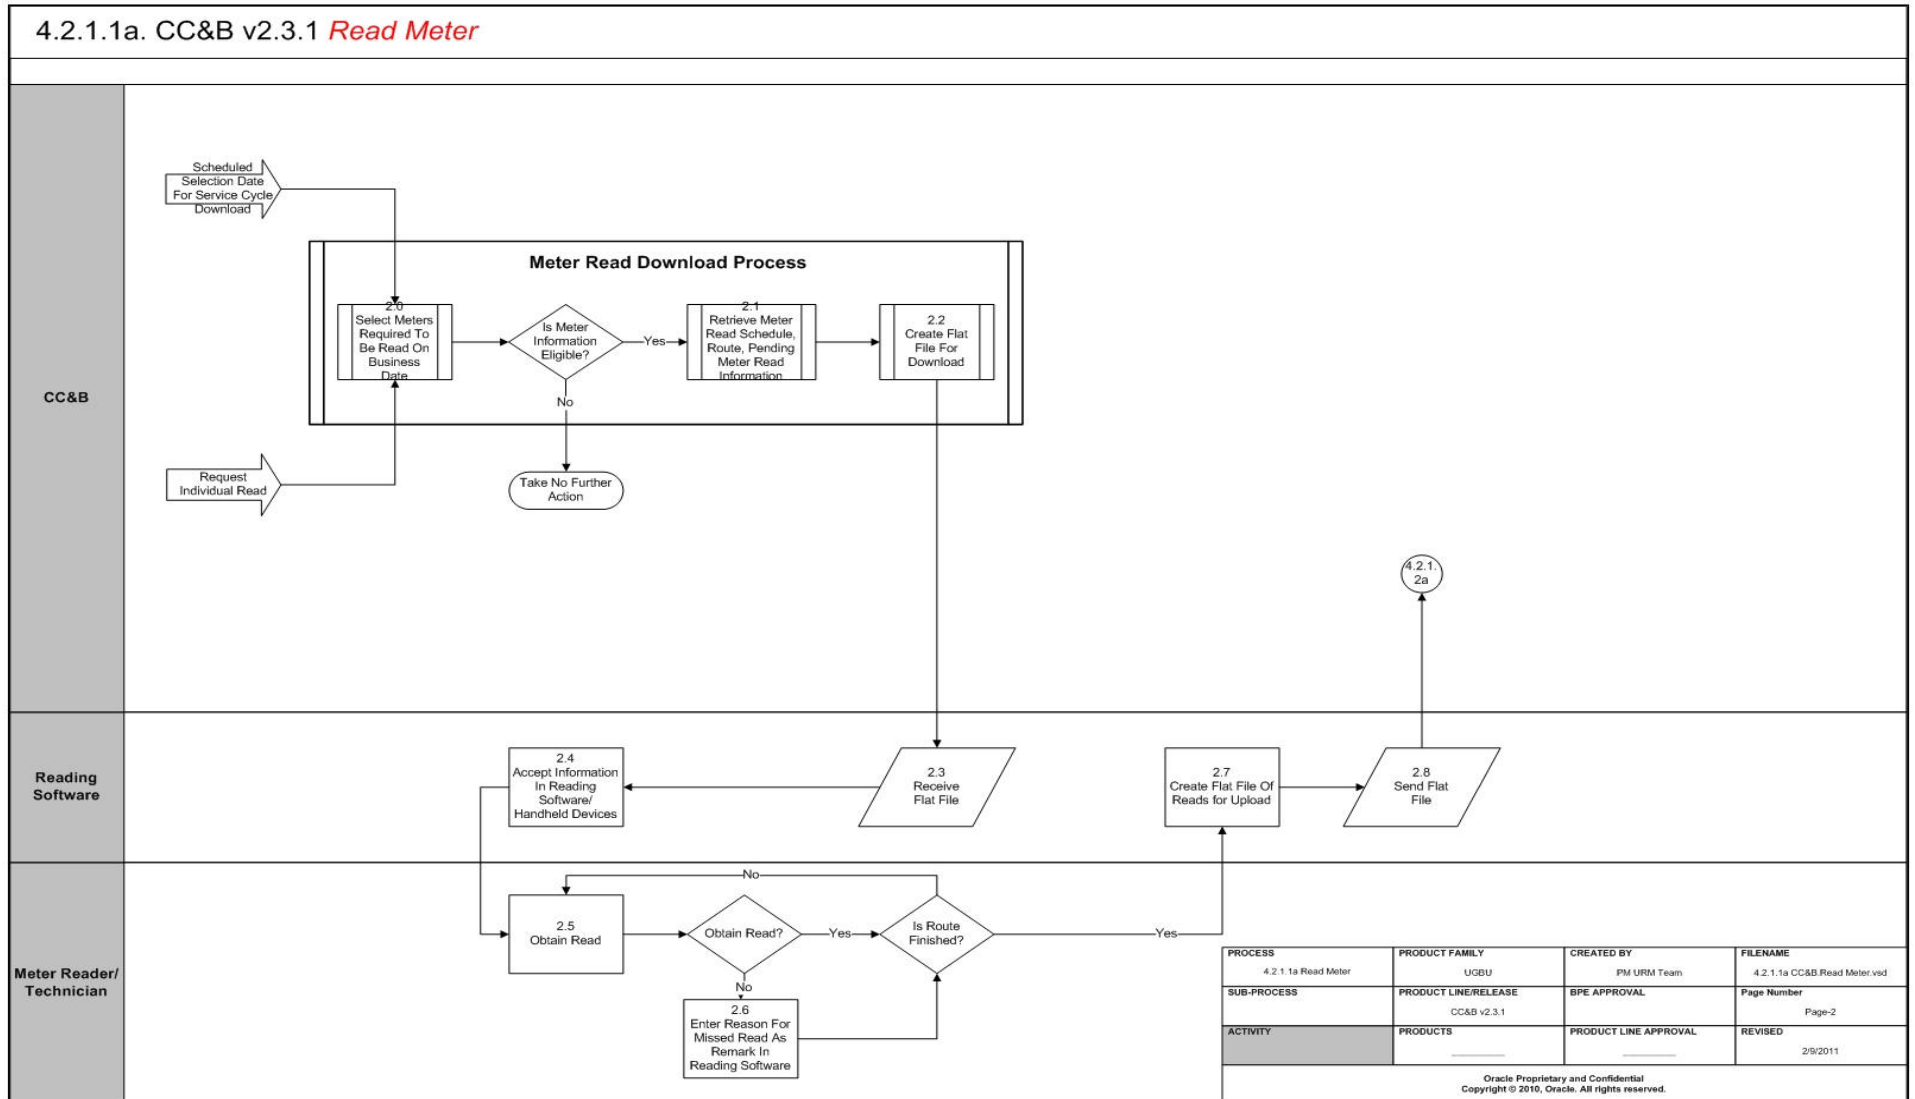 4.2.1.1a. CC&B v2.3.1 Read Meter
CC&B
Scheduled
Selection Date
For Service Cycle
Download
Meter Read Download Process
2.0
Select Meters
Required To
Be Read On
Business
Date
Is Meter
Information
Eligible?
Yes
No
2.1
Retrieve Meter
Read Schedule,
Route, Pending
Meter Read
Information
2.2
Create Flat
File For
Download
Request
Individual Read
Take No Further
Action
4.2.1.
2a
Reading
Software
2.4
Accept Information
In Reading
Software/
Handheld Devices
2.3
Receive
Flat File
2.7
Create Flat File Of
Reads for Upload
2.8
Send Flat
File
Meter Reader/
Technician
No
2.5
Obtain Read
Obtain Read?
Yes
No
Is Route
Finished?
Yes
2.6
Enter Reason For
Missed Read As
Remark In
Reading Software
PROCESS
4.2.1.1a Read Meter
PRODUCT FAMILY
UGBU
CREATED BY
PM URM Team
FILENAME
4.2.1.1a CC&B.Read Meter.vsd
SUB-PROCESS
PRODUCT LINE/RELEASE
CC&B v2.3.1
BPE APPROVAL
Page Number
Page-2
ACTIVITY
PRODUCTS
PRODUCT LINE APPROVAL
REVISED
2/9/2011
Oracle Proprietary and Confidential
Copyright © 2010, Oracle. All rights reserved.